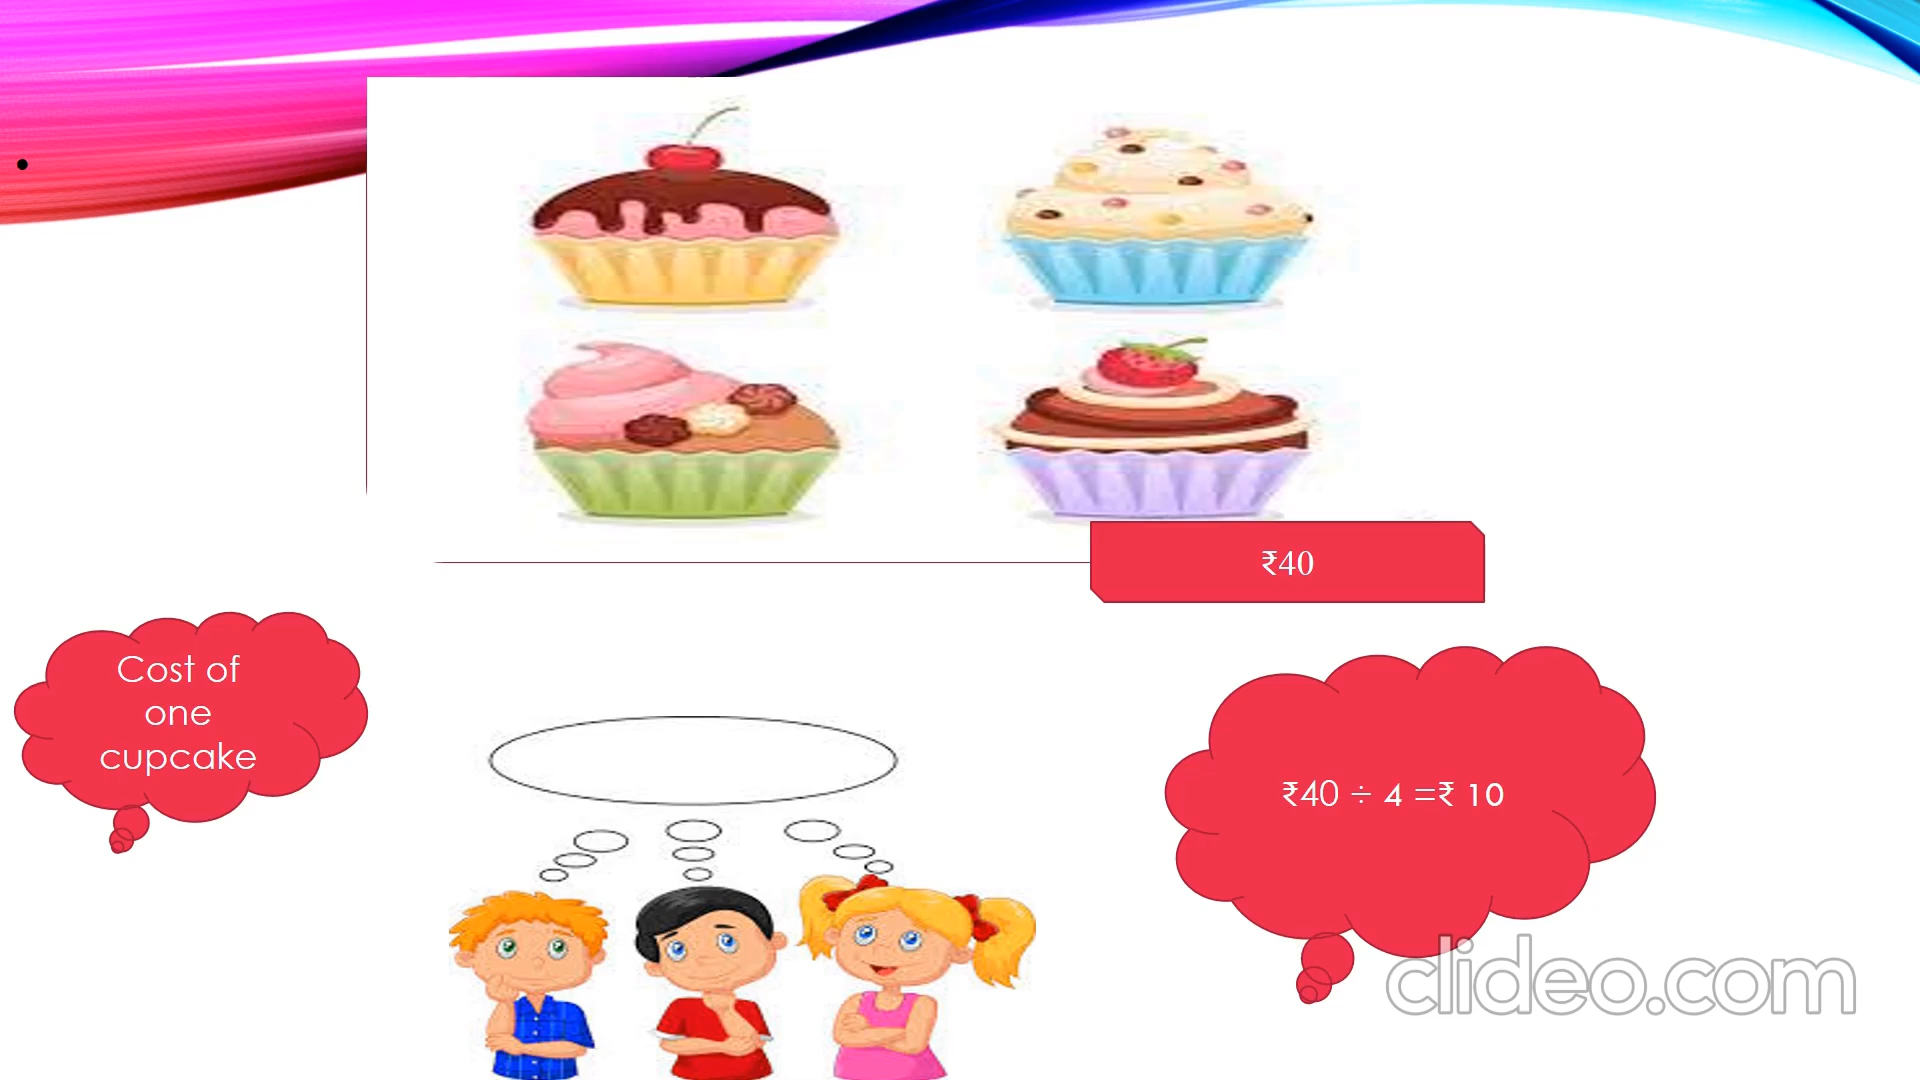 ₹40
Cost of
one
cupcake
₹40 ÷ 4 =₹ 10
clideo.com